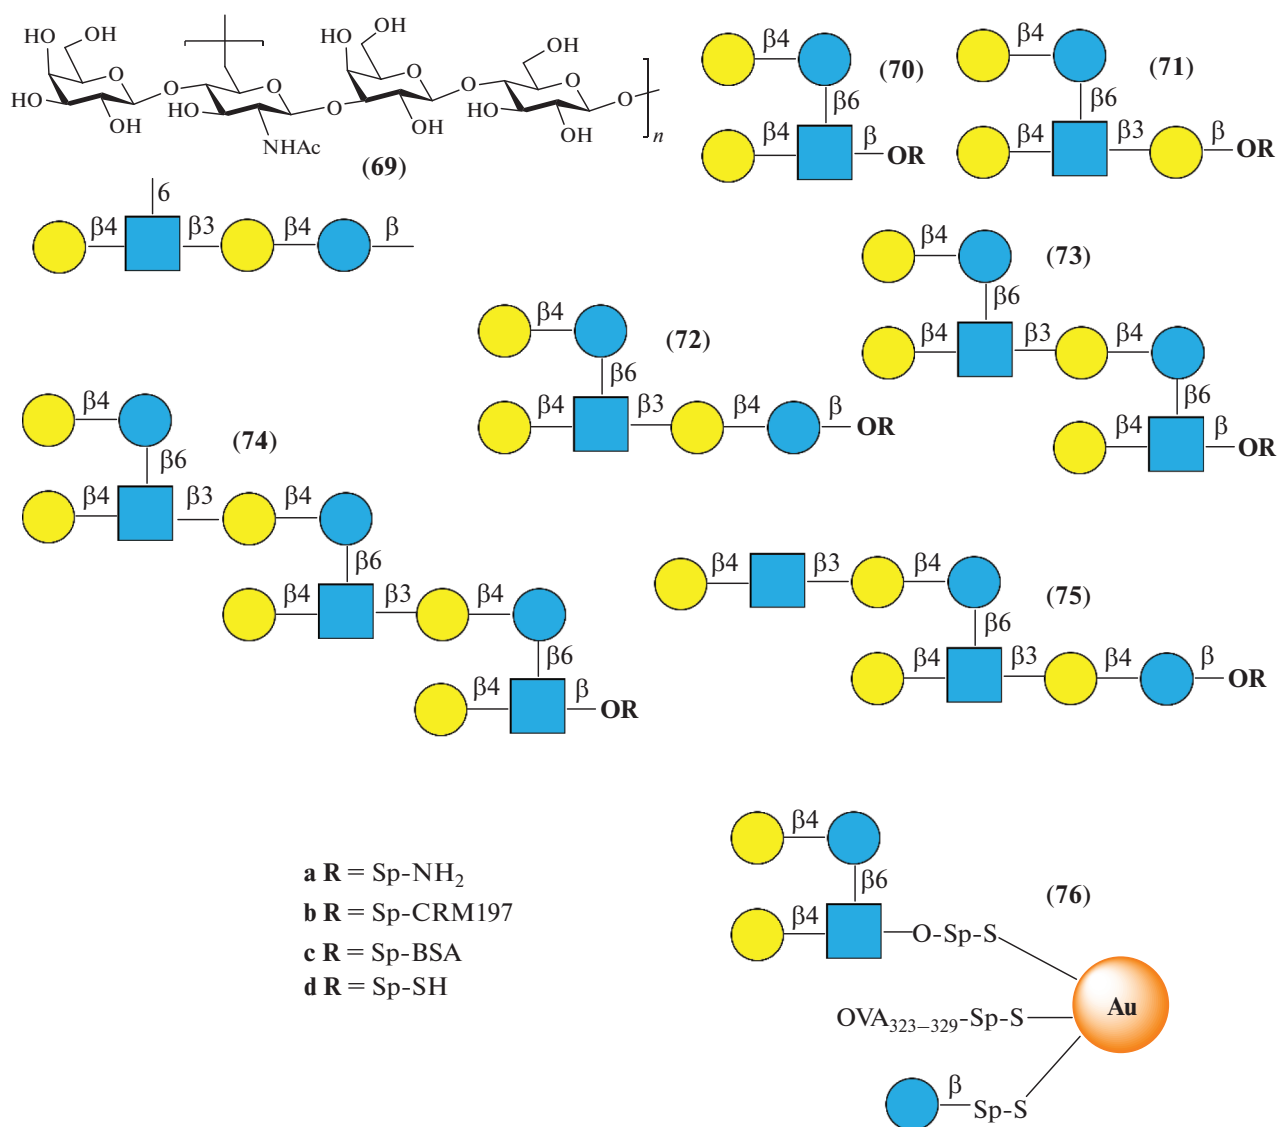 OH
HO
HO
O
HO
OH
O
O
HO
NHAc
O
HO
OH
O
OH
O
O
OH
O
HO
OH
O
n
(69)
6
β4
β3
β4
β
β4
(70)
β6
β4
β
OR
β4
(71)
β6
β4
β3
β
OR
β4
(72)
β6
β4
β3
β4
β
OR
β4
(73)
β6
β4
β3
β4
β6
β4
β
OR
β4
(74)
β6
β4
β3
β4
β6
β4
β3
β4
β6
β4
β
OR
β4
β3
β4
(75)
β6
β4
β3
β4
β
OR
a R = Sp-NH₂
b R = Sp-CRM197
c R = Sp-BSA
d R = Sp-SH
β4
(76)
β6
β4
O-Sp-S
Au
OVA₃₂₃₋₃₂₉-Sp-S
β
Sp-S